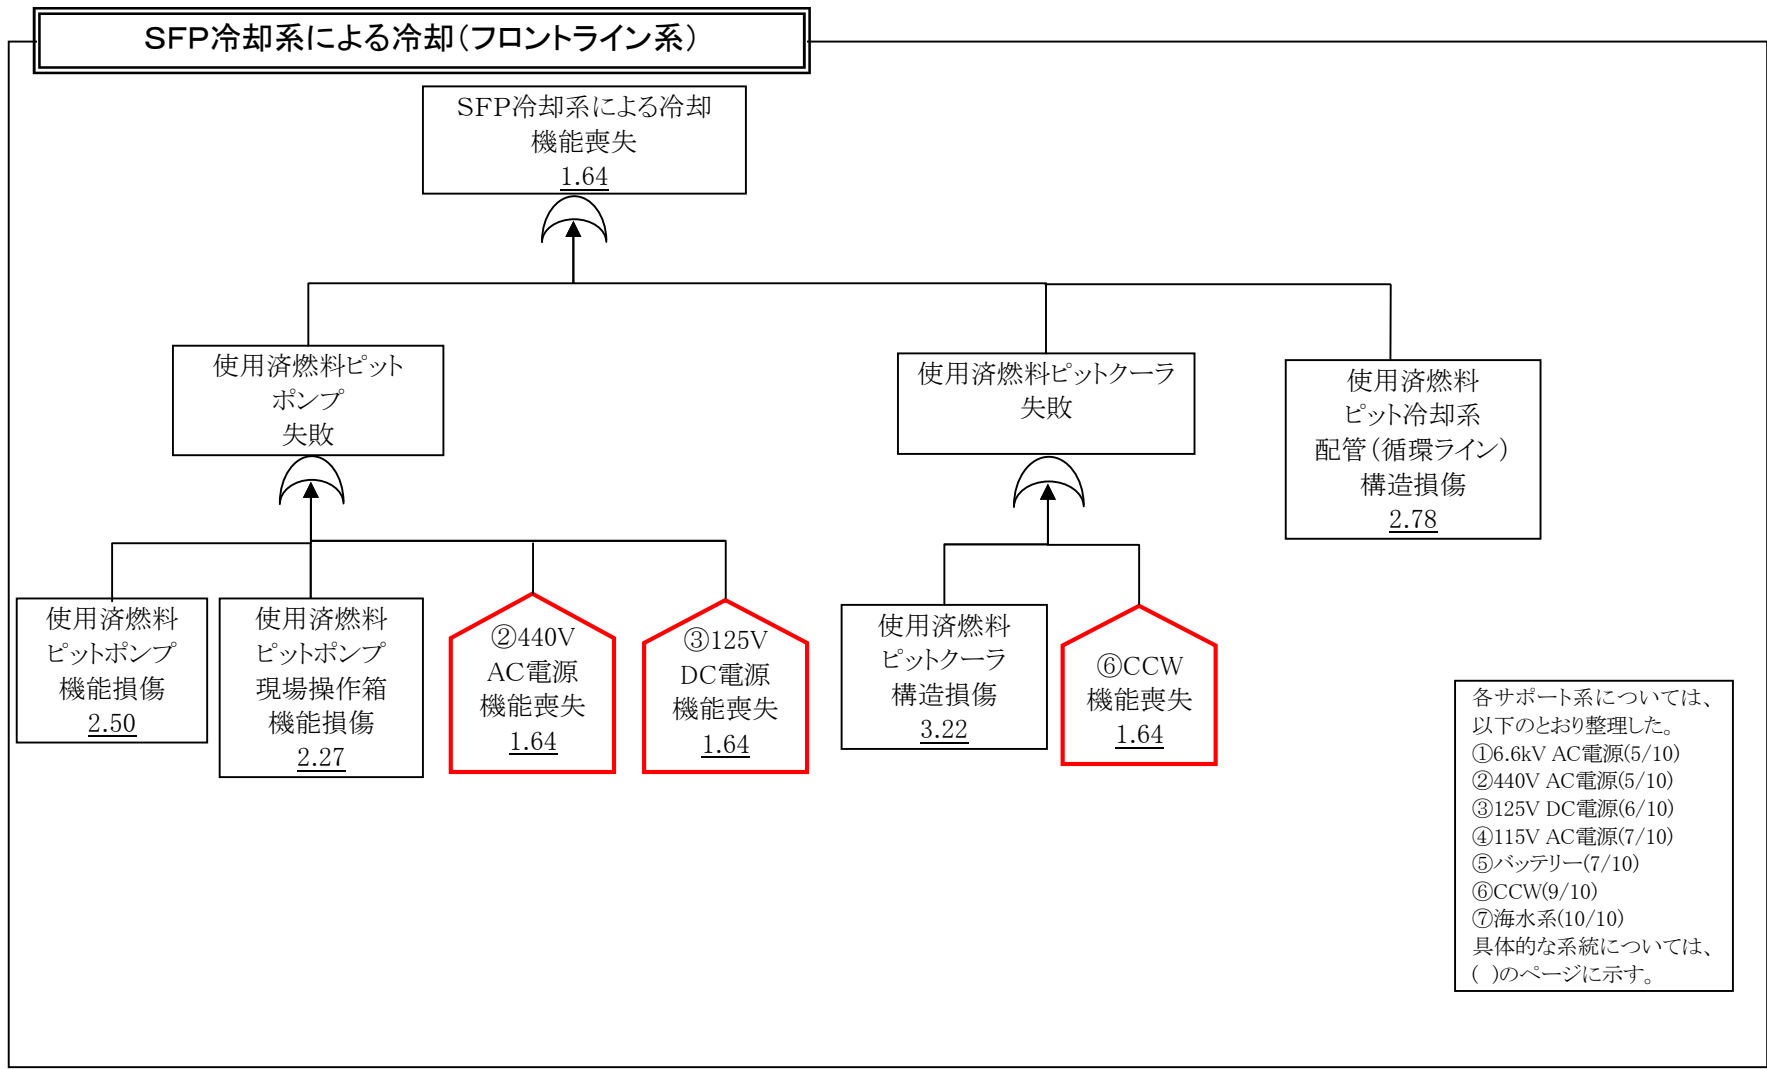 SFP冷却系による冷却（フロントライン系）
SFP冷却系による冷却
機能喪失
1.64
使用済燃料ピット
ポンプ
失敗
使用済燃料ピットクーラ
失敗
使用済燃料
ピット冷却系
配管（循環ライン）
構造損傷
2.78
使用済燃料
ピットポンプ
機能損傷
2.50
使用済燃料
ピットポンプ
現場操作箱
機能損傷
2.27
②440V
AC電源
機能喪失
1.64
③125V
DC電源
機能喪失
1.64
使用済燃料
ピットクーラ
構造損傷
3.22
⑥CCW
機能喪失
1.64
各サポート系については、
以下のとおり整理した。
①6.6kV AC電源(5/10)
②440V AC電源(5/10)
③125V DC電源(6/10)
④115V AC電源(7/10)
⑤バッテリー(7/10)
⑥CCW(9/10)
⑦海水系(10/10)
具体的な系統については、
( )のページに示す。